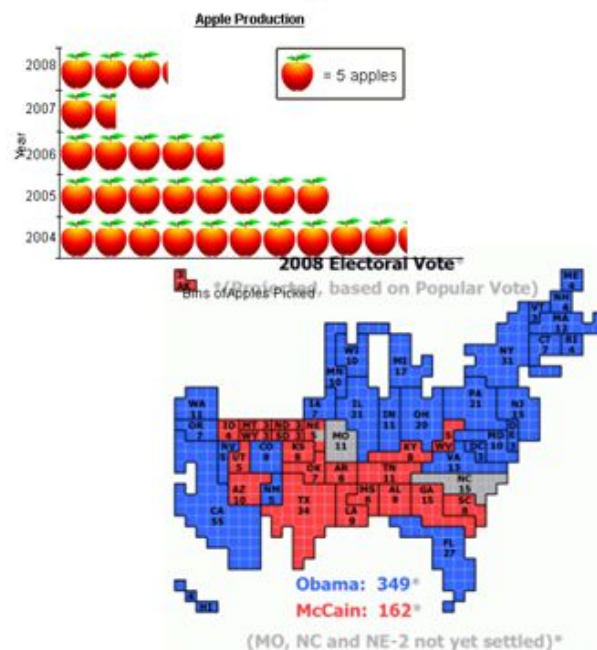 Apple Production
2008
= 5 apples
2007
Year
2006
2005
2004
2008 Electoral Vote*
*(Projected, based on Popular Vote)
Bins of Apples Picked
3
AK
ME
4
NH
4
VT
3
MA
12
CT
7
RI
4
NY
31
WI
10
MI
17
MN
10
WA
11
OR
7
IA
7
IL
21
IN
11
OH
20
PA
21
NJ
15
ID
4
MT 3
ND 3
WY 3
SD 3
NE
5
MO
11
KY
8
5
WV
MD
10
D
E
3
DC
3
VA
13
NV
5
UT
5
CO
9
KS
6
OK
7
AR
6
TN
11
NC
15
SC
8
CA
55
AZ
10
NM
5
TX
34
LA
9
MS
6
AL
9
GA
15
FL
27
4
HI
Obama: 349*
McCain: 162*
(MO, NC and NE-2 not yet settled)*